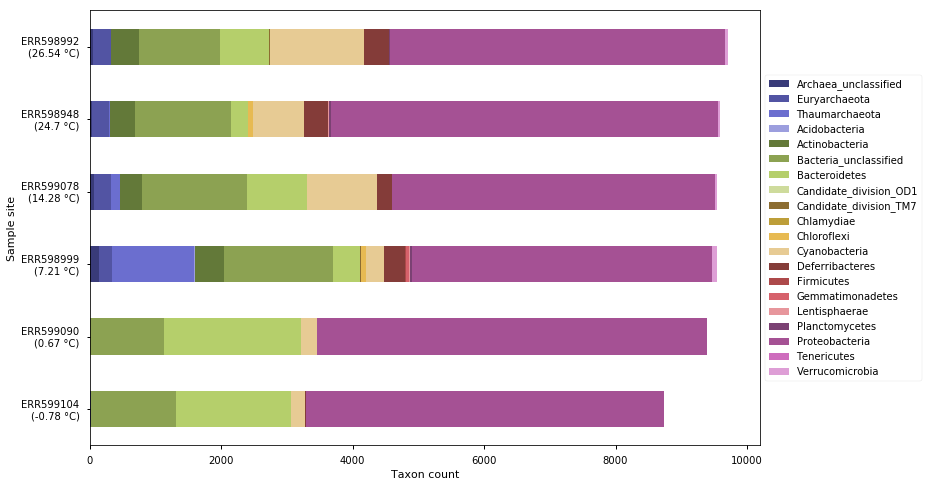 ERR598992
(26.54 °C)
ERR598948
(24.7 °C)
ERR599078
(14.28 °C)
ERR598999
(7.21 °C)
ERR599090
(0.67 °C)
ERR599104
(-0.78 °C)
Sample site
0 2000 4000 6000 8000 10000
Taxon count
Archaea_unclassified
Euryarchaeota
Thaumarchaeota
Acidobacteria
Actinobacteria
Bacteria_unclassified
Bacteroidetes
Candidate_division_OD1
Candidate_division_TM7
Chlamydiae
Chloroflexi
Cyanobacteria
Deferribacteres
Firmicutes
Gemmatimonadetes
Lentisphaerae
Planctomycetes
Proteobacteria
Tenericutes
Verrucomicrobia